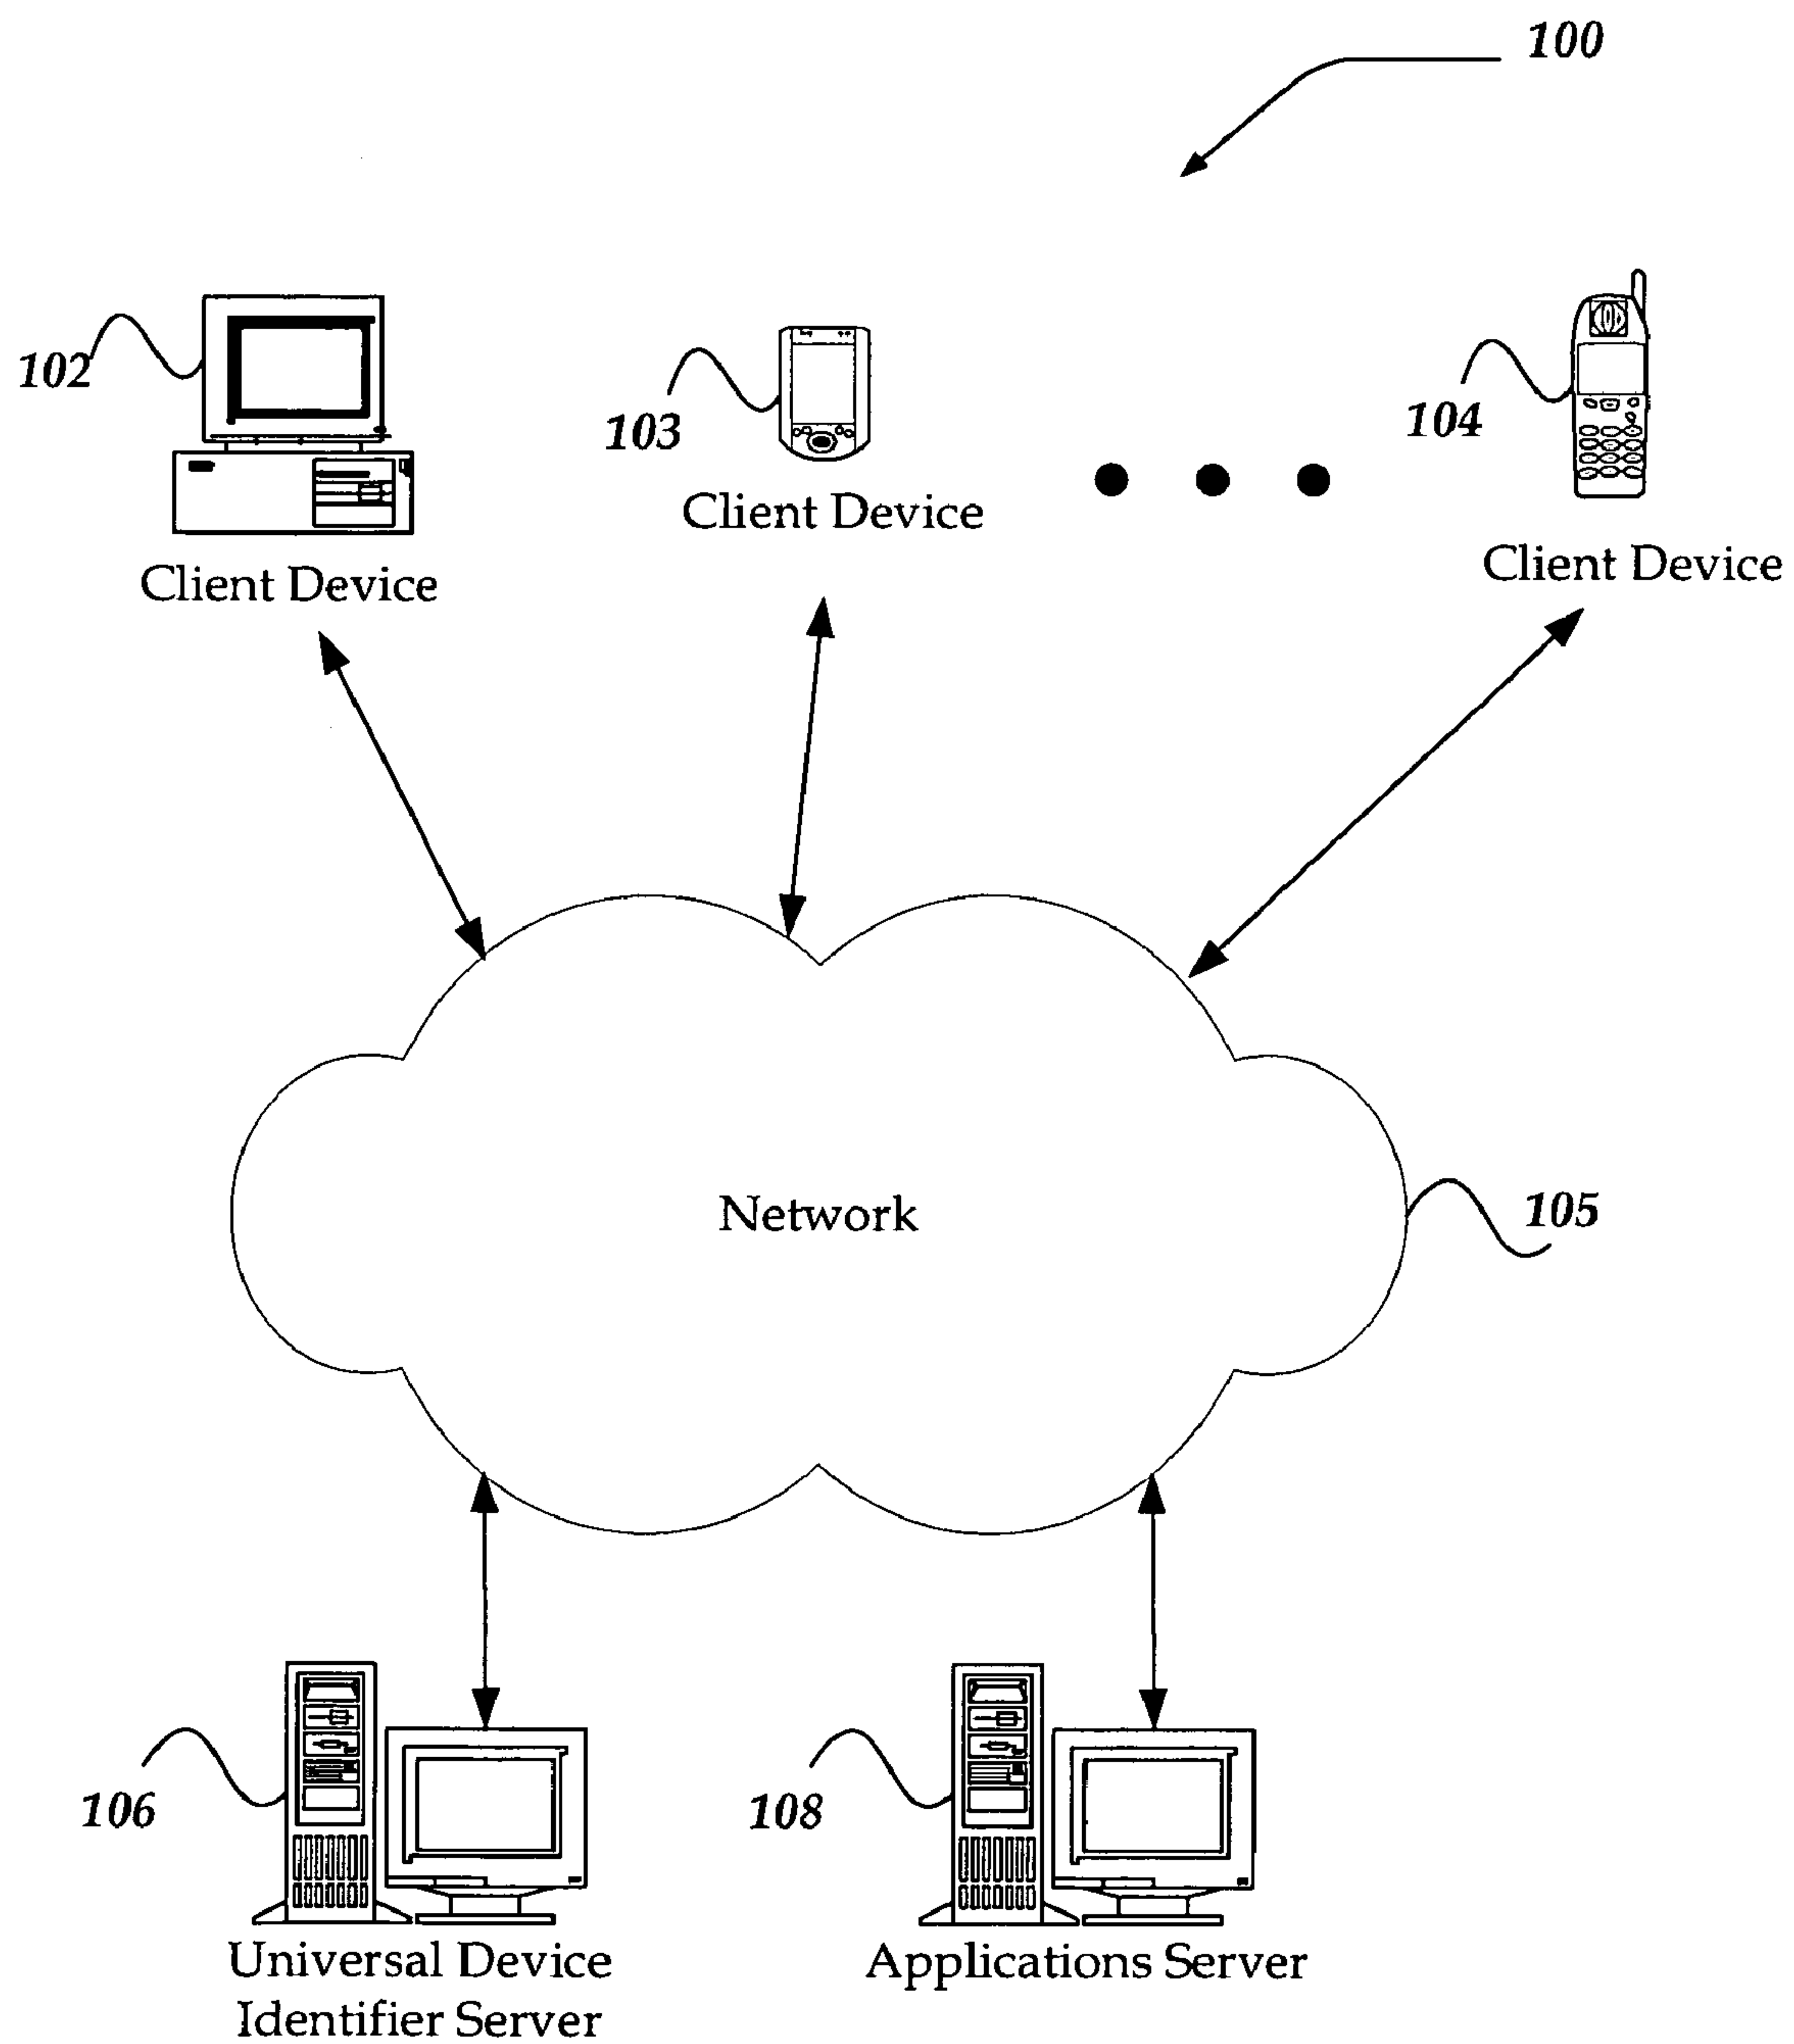 100
102
103
104
Client Device
Client Device
Client Device
Network
105
106
108
Universal Device
Identifier Server
Applications Server